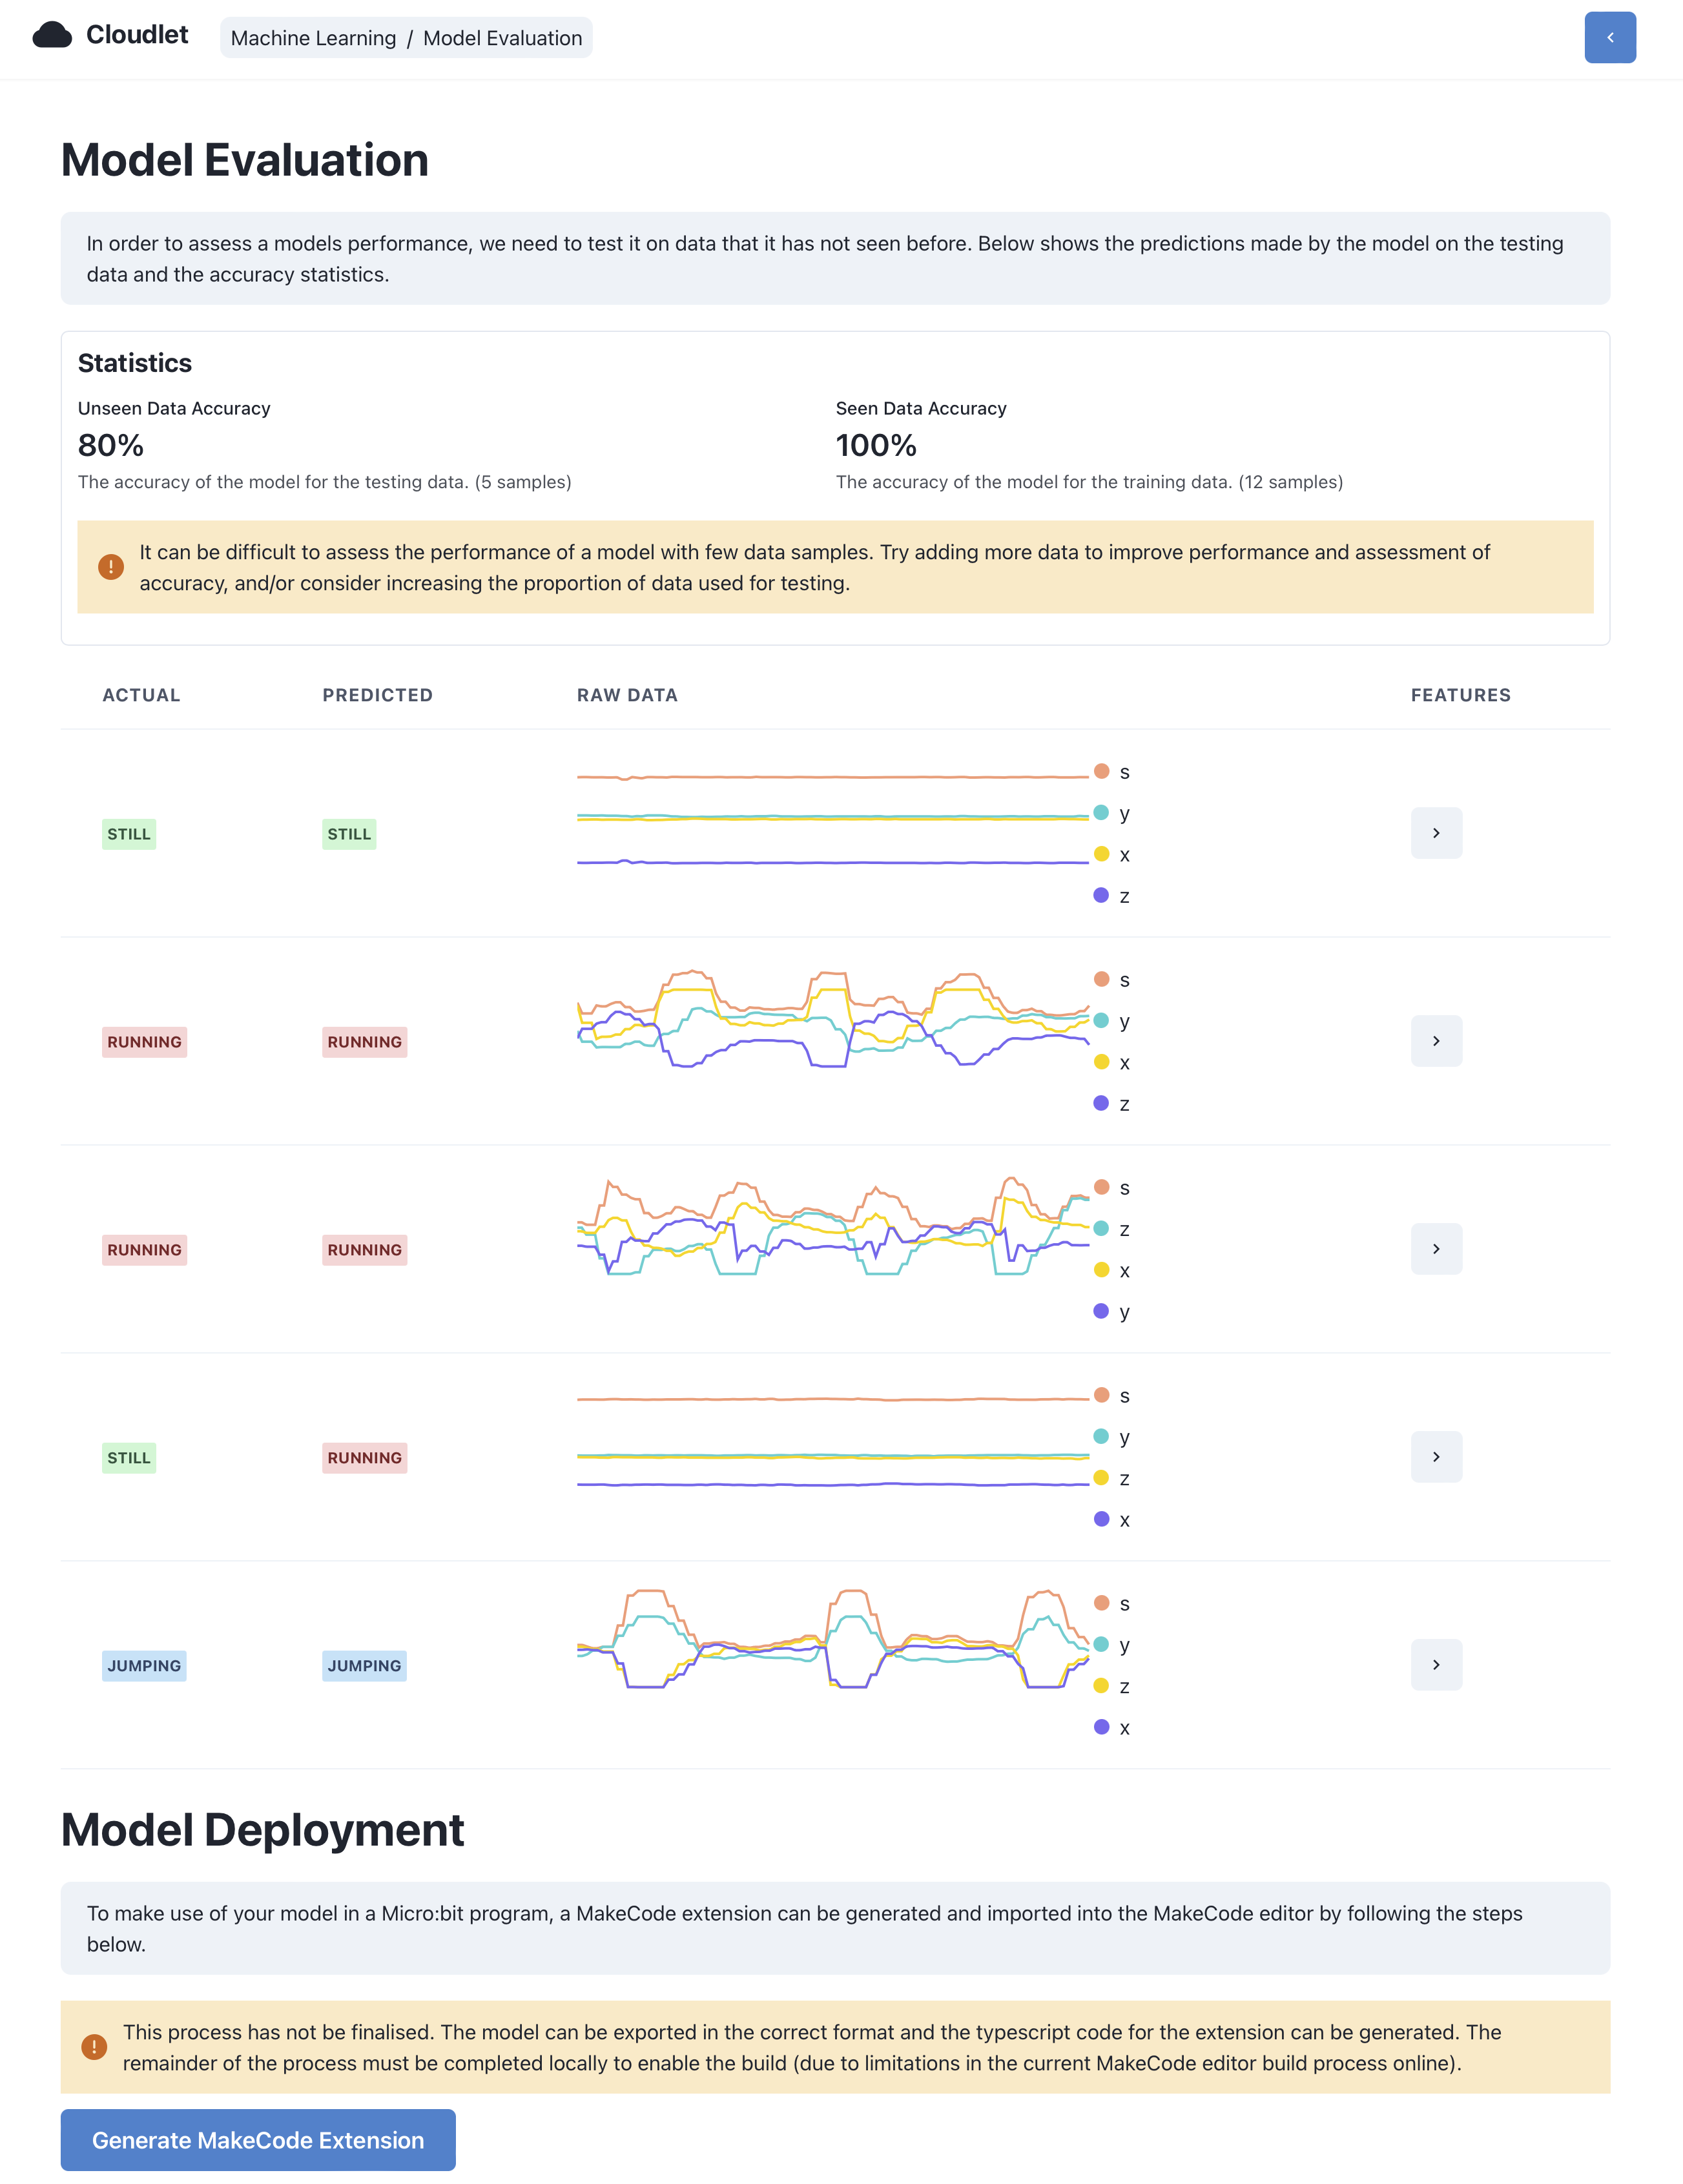 Cloudlet
Machine Learning / Model Evaluation
Model Evaluation
In order to assess a models performance, we need to test it on data that it has not seen before. Below shows the predictions made by the model on the testing
data and the accuracy statistics.
Statistics
Unseen Data Accuracy
80%
The accuracy of the model for the testing data. (5 samples)
Seen Data Accuracy
100%
The accuracy of the model for the training data. (12 samples)
It can be difficult to assess the performance of a model with few data samples. Try adding more data to improve performance and assessment of
accuracy, and/or consider increasing the proportion of data used for testing.
ACTUAL PREDICTED RAW DATA FEATURES
STILL STILL
s
y
x
z
RUNNING RUNNING
s
y
x
z
RUNNING RUNNING
s
z
x
y
STILL RUNNING
s
y
z
x
JUMPING JUMPING
s
y
z
x
Model Deployment
To make use of your model in a Micro:bit program, a MakeCode extension can be generated and imported into the MakeCode editor by following the steps
below.
This process has not be finalised. The model can be exported in the correct format and the typescript code for the extension can be generated. The
remainder of the process must be completed locally to enable the build (due to limitations in the current MakeCode editor build process online).
Generate MakeCode Extension